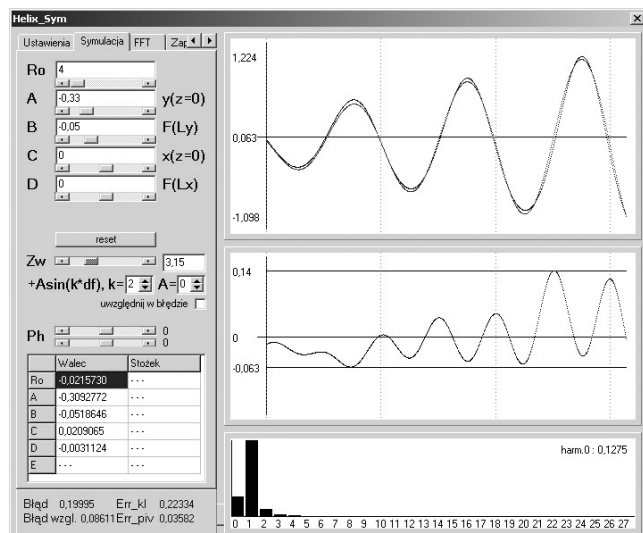 Helix_Sym
Ustawienia Symulacja FFT Zap
Ro 4
A -0,33 y(z=0)
B -0,05 F(Ly)
C 0 x(z=0)
D 0 F(Lx)
reset
Zw 3,15
+Asin(k*df), k= 2 A= 0
uwzględnij w błędzie
Ph 0
0
Walec Stożek
Ro -0,0215730 ---
A -0,3092772 ---
B -0,0518646 ---
C 0,0209065 ---
D -0,0031124 ---
E --- ---
Błąd 0,19995 Err_kl 0,22334
Błąd wzgl. 0,08611 Err_piv 0,03582
1,224
0,063
-1,098
0,14
0
-0,063
harm.0 : 0,1275
0 1 2 3 4 5 6 7 8 9 10 11 12 13 14 15 16 17 18 19 20 21 22 23 24 25 26 27